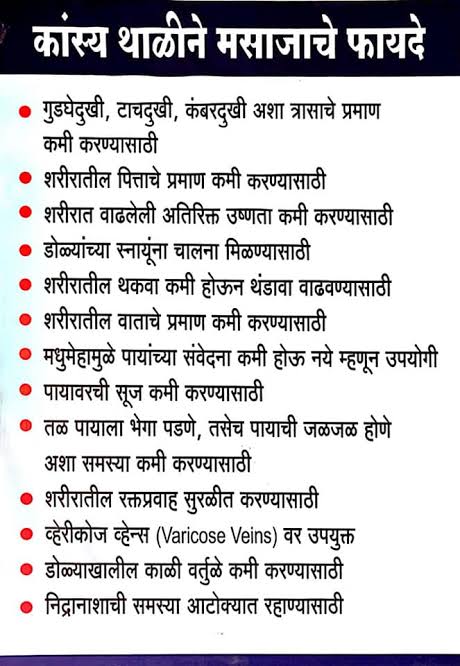 कांस्य थाळीने मसाजाचे फायदे
गुडघेदुखी, टाचदुखी, कंबरदुखी अशा त्रासाचे प्रमाण
कमी करण्यासाठी
शरीरातील पित्ताचे प्रमाण कमी करण्यासाठी
शरीरात वाढलेली अतिरिक्त उष्णता कमी करण्यासाठी
डोळ्यांच्या स्नायूंना चालना मिळण्यासाठी
शरीरातील थकवा कमी होऊन थंडावा वाढवण्यासाठी
शरीरातील वाताचे प्रमाण कमी करण्यासाठी
मधुमेहामुळे पायांच्या संवेदना कमी होऊ नये म्हणून उपयोगी
पायावरची सूज कमी करण्यासाठी
तळ पायाला भेगा पडणे, तसेच पायाची जळजळ होणे
अशा समस्या कमी करण्यासाठी
शरीरातील रक्तप्रवाह सुरळीत करण्यासाठी
व्हेरीकोज व्हेन्स (Varicose Veins) वर उपयुक्त
डोळ्याखालील काळी वर्तुळे कमी करण्यासाठी
निद्रानाशाची समस्या आटोक्यात रहाण्यासाठी